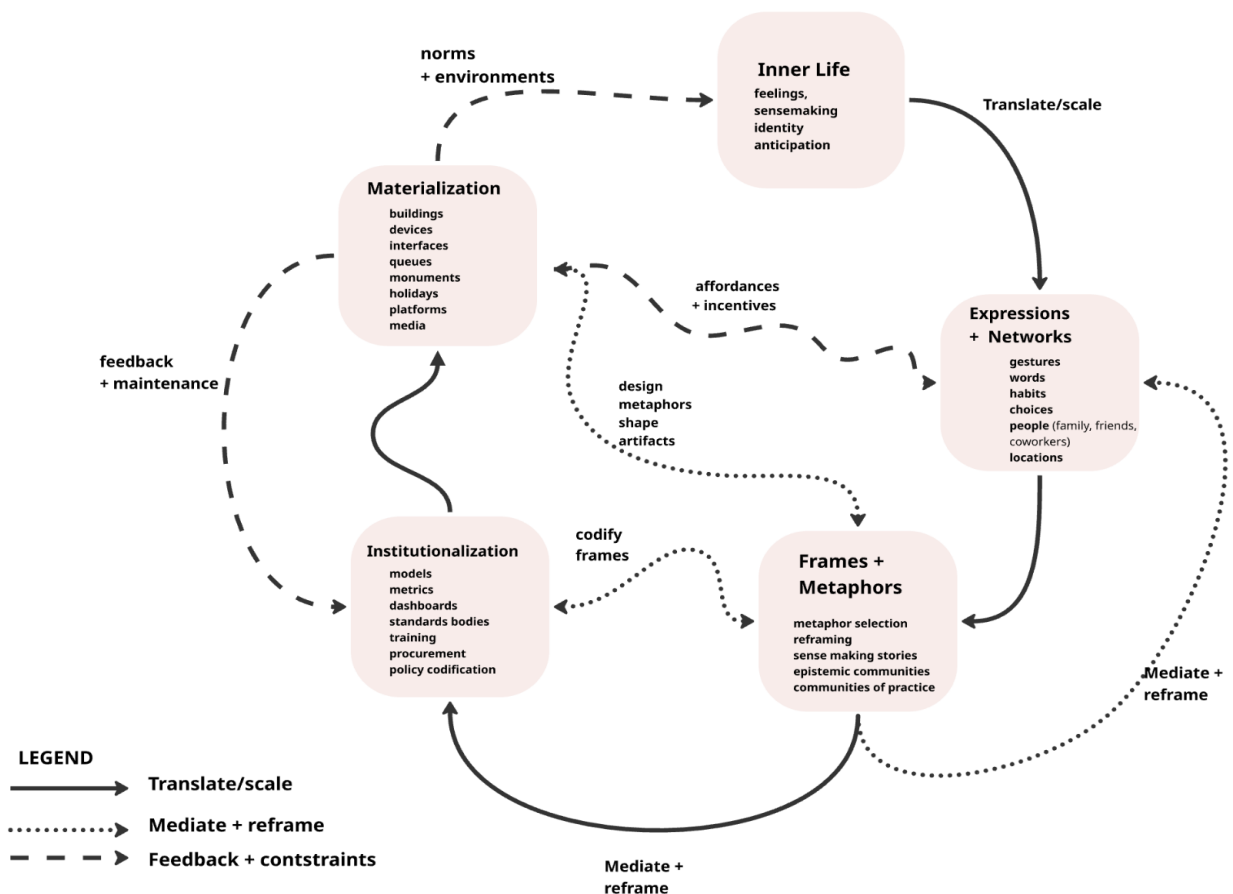 norms
+ environments
Inner Life
feelings,
sensemaking
identity
anticipation
Translate/scale
Materialization
buildings
devices
interfaces
queues
monuments
holidays
platforms
media
affordances
+ incentives
Expressions
+ Networks
gestures
words
habits
choices
people (family, friends,
coworkers)
locations
feedback
+ maintenance
design
metaphors
shape
artifacts
Institutionalization
models
metrics
dashboards
standards bodies
training
procurement
policy codification
codify
frames
Frames +
Metaphors
metaphor selection
reframing
sense making stories
epistemic communities
communities of practice
Mediate +
reframe
LEGEND
Translate/scale
Mediate + reframe
Feedback + contstraints
Mediate +
reframe